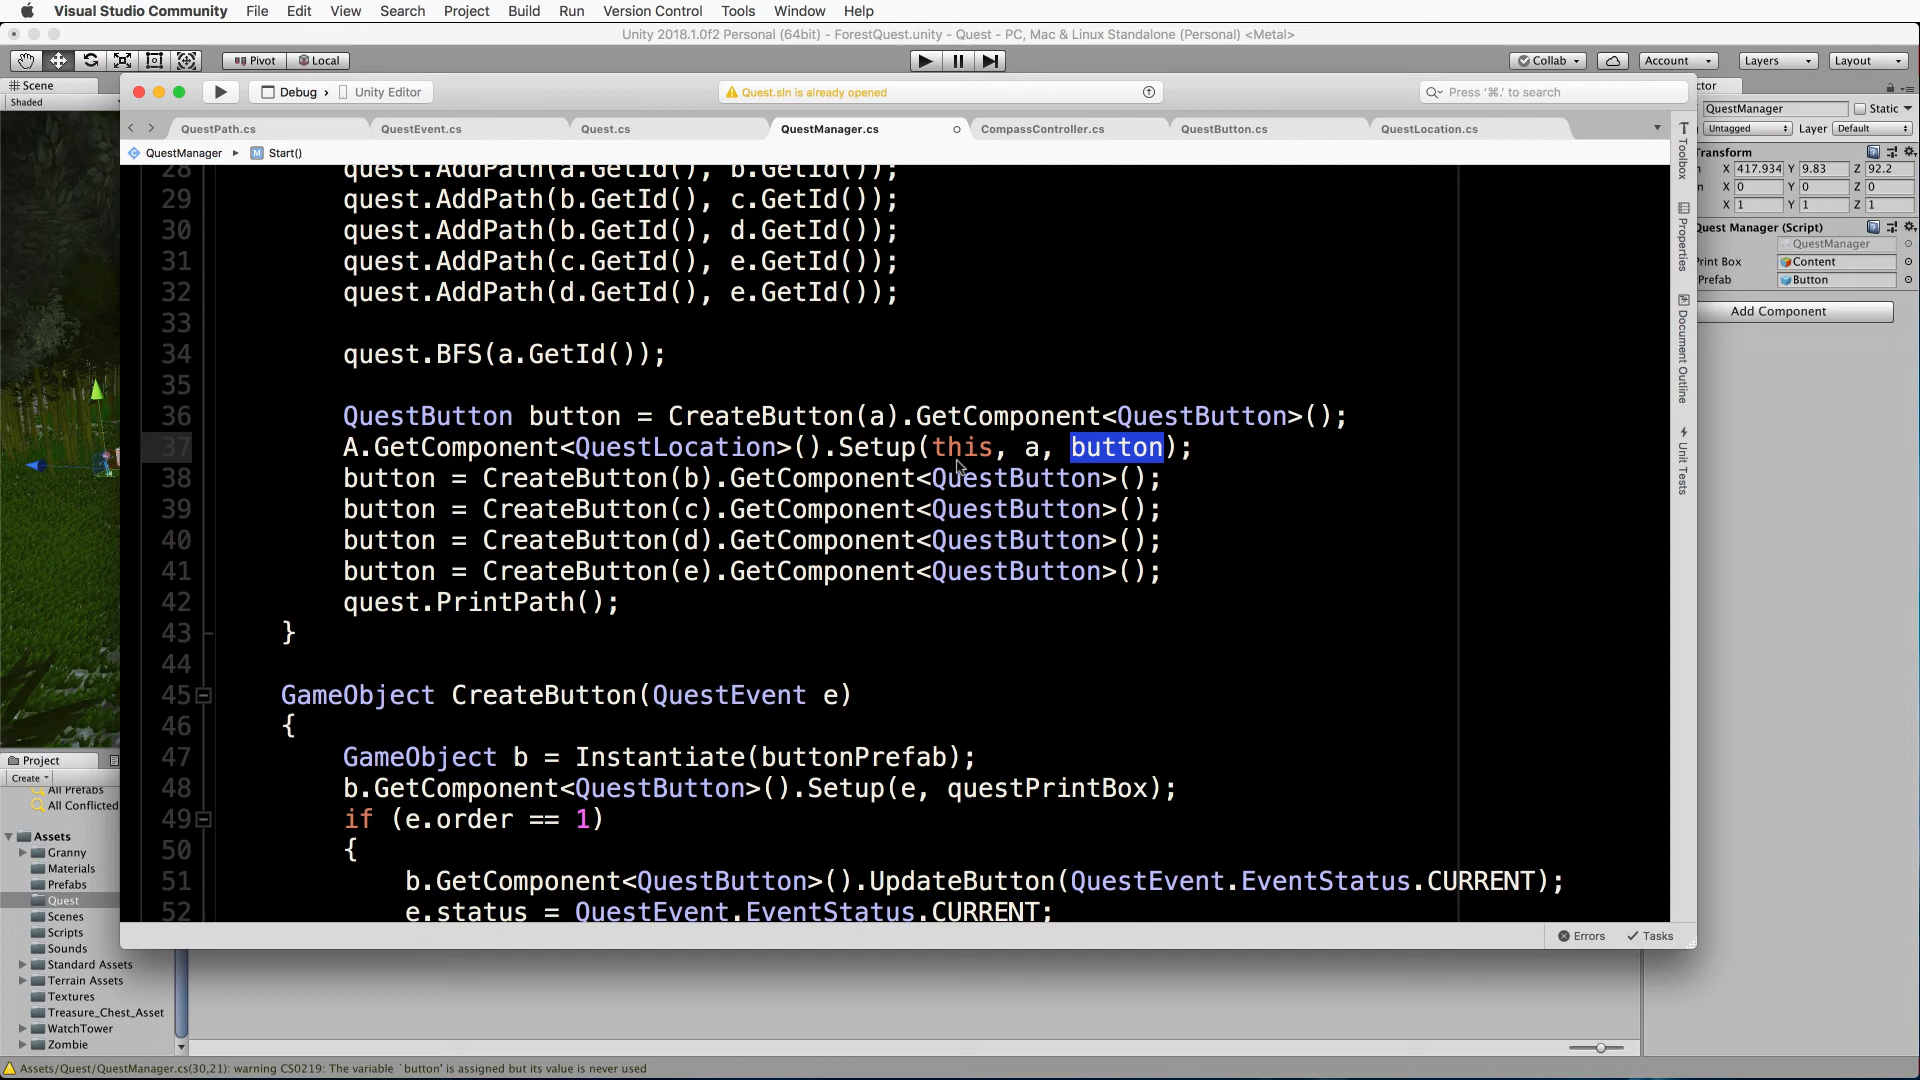 Visual Studio Community File Edit View Search Project Build Run Version Control Tools Window Help
Unity 2018.1.0f2 Personal (64bit) - ForestQuest.unity - Quest - PC, Mac & Linux Standalone (Personal) <Metal>
Pivot Local Collab Account Layers Layout
Scene
Shaded
Debug › Unity Editor
Quest.sln is already opened
Press '⌘.' to search
QuestPath.cs QuestEvent.cs Quest.cs QuestManager.cs CompassController.cs QuestButton.cs QuestLocation.cs
QuestManager ▸ M Start()
28 quest.AddPath(a.GetId(), b.GetId());
29 quest.AddPath(b.GetId(), c.GetId());
30 quest.AddPath(b.GetId(), d.GetId());
31 quest.AddPath(c.GetId(), e.GetId());
32 quest.AddPath(d.GetId(), e.GetId());
33
34 quest.BFS(a.GetId());
35
36 QuestButton button = CreateButton(a).GetComponent<QuestButton>();
37 A.GetComponent<QuestLocation>().Setup(this, a, button);
38 button = CreateButton(b).GetComponent<QuestButton>();
39 button = CreateButton(c).GetComponent<QuestButton>();
40 button = CreateButton(d).GetComponent<QuestButton>();
41 button = CreateButton(e).GetComponent<QuestButton>();
42 quest.PrintPath();
43 }
44
45 GameObject CreateButton(QuestEvent e)
46 {
47 GameObject b = Instantiate(buttonPrefab);
48 b.GetComponent<QuestButton>().Setup(e, questPrintBox);
49 if (e.order == 1)
50 {
51 b.GetComponent<QuestButton>().UpdateButton(QuestEvent.EventStatus.CURRENT);
52 e.status = QuestEvent.EventStatus.CURRENT;
Errors Tasks
Toolbox
Properties
Document Outline
Unit Tests
ctor
QuestManager Static
Untagged Layer Default
Transform
n X 417.934 Y 9.83 Z 92.2
n X 0 Y 0 Z 0
X 1 Y 1 Z 1
Quest Manager (Script)
QuestManager
Print Box Content
Prefab Button
Add Component
Project
Create
All Prefabs
All Conflicted
Assets
Granny
Materials
Prefabs
Quest
Scenes
Scripts
Sounds
Standard Assets
Terrain Assets
Textures
Treasure_Chest_Asset
WatchTower
Zombie
Assets/Quest/QuestManager.cs(30,21): warning CS0219: The variable `button' is assigned but its value is never used